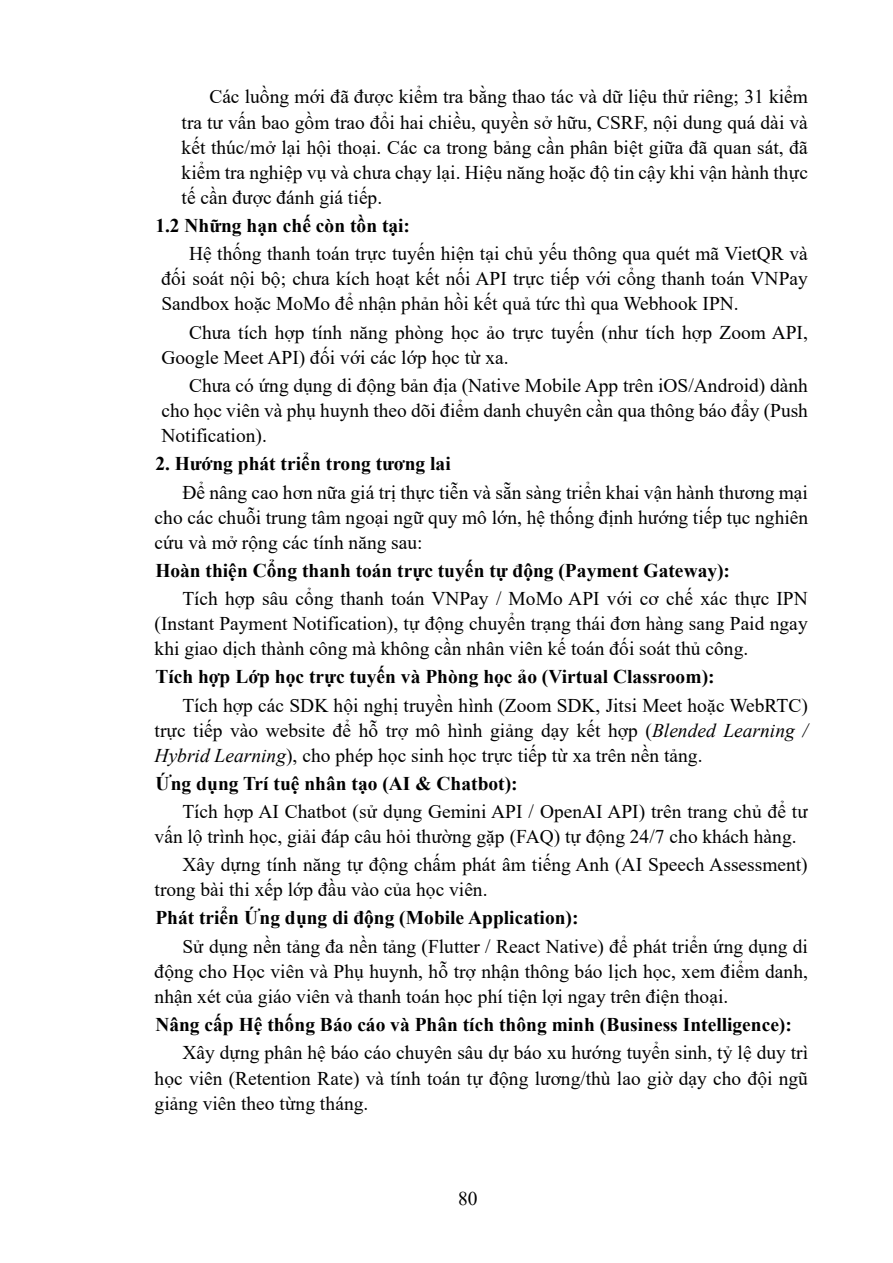 Các luồng mới đã được kiểm tra bằng thao tác và dữ liệu thử riêng; 31 kiểm
tra tư vấn bao gồm trao đổi hai chiều, quyền sở hữu, CSRF, nội dung quá dài và
kết thúc/mở lại hội thoại. Các ca trong bảng cần phân biệt giữa đã quan sát, đã
kiểm tra nghiệp vụ và chưa chạy lại. Hiệu năng hoặc độ tin cậy khi vận hành thực
tế cần được đánh giá tiếp.
1.2 Những hạn chế còn tồn tại:
Hệ thống thanh toán trực tuyến hiện tại chủ yếu thông qua quét mã VietQR và
đối soát nội bộ; chưa kích hoạt kết nối API trực tiếp với cổng thanh toán VNPay
Sandbox hoặc MoMo để nhận phản hồi kết quả tức thì qua Webhook IPN.
Chưa tích hợp tính năng phòng học ảo trực tuyến (như tích hợp Zoom API,
Google Meet API) đối với các lớp học từ xa.
Chưa có ứng dụng di động bản địa (Native Mobile App trên iOS/Android) dành
cho học viên và phụ huynh theo dõi điểm danh chuyên cần qua thông báo đẩy (Push
Notification).
2. Hướng phát triển trong tương lai
Để nâng cao hơn nữa giá trị thực tiễn và sẵn sàng triển khai vận hành thương mại
cho các chuỗi trung tâm ngoại ngữ quy mô lớn, hệ thống định hướng tiếp tục nghiên
cứu và mở rộng các tính năng sau:
Hoàn thiện Cổng thanh toán trực tuyến tự động (Payment Gateway):
Tích hợp sâu cổng thanh toán VNPay / MoMo API với cơ chế xác thực IPN
(Instant Payment Notification), tự động chuyển trạng thái đơn hàng sang Paid ngay
khi giao dịch thành công mà không cần nhân viên kế toán đối soát thủ công.
Tích hợp Lớp học trực tuyến và Phòng học ảo (Virtual Classroom):
Tích hợp các SDK hội nghị truyền hình (Zoom SDK, Jitsi Meet hoặc WebRTC)
trực tiếp vào website để hỗ trợ mô hình giảng dạy kết hợp (Blended Learning /
Hybrid Learning), cho phép học sinh học trực tiếp từ xa trên nền tảng.
Ứng dụng Trí tuệ nhân tạo (AI & Chatbot):
Tích hợp AI Chatbot (sử dụng Gemini API / OpenAI API) trên trang chủ để tư
vấn lộ trình học, giải đáp câu hỏi thường gặp (FAQ) tự động 24/7 cho khách hàng.
Xây dựng tính năng tự động chấm phát âm tiếng Anh (AI Speech Assessment)
trong bài thi xếp lớp đầu vào của học viên.
Phát triển Ứng dụng di động (Mobile Application):
Sử dụng nền tảng đa nền tảng (Flutter / React Native) để phát triển ứng dụng di
động cho Học viên và Phụ huynh, hỗ trợ nhận thông báo lịch học, xem điểm danh,
nhận xét của giáo viên và thanh toán học phí tiện lợi ngay trên điện thoại.
Nâng cấp Hệ thống Báo cáo và Phân tích thông minh (Business Intelligence):
Xây dựng phân hệ báo cáo chuyên sâu dự báo xu hướng tuyển sinh, tỷ lệ duy trì
học viên (Retention Rate) và tính toán tự động lương/thù lao giờ dạy cho đội ngũ
giảng viên theo từng tháng.
80